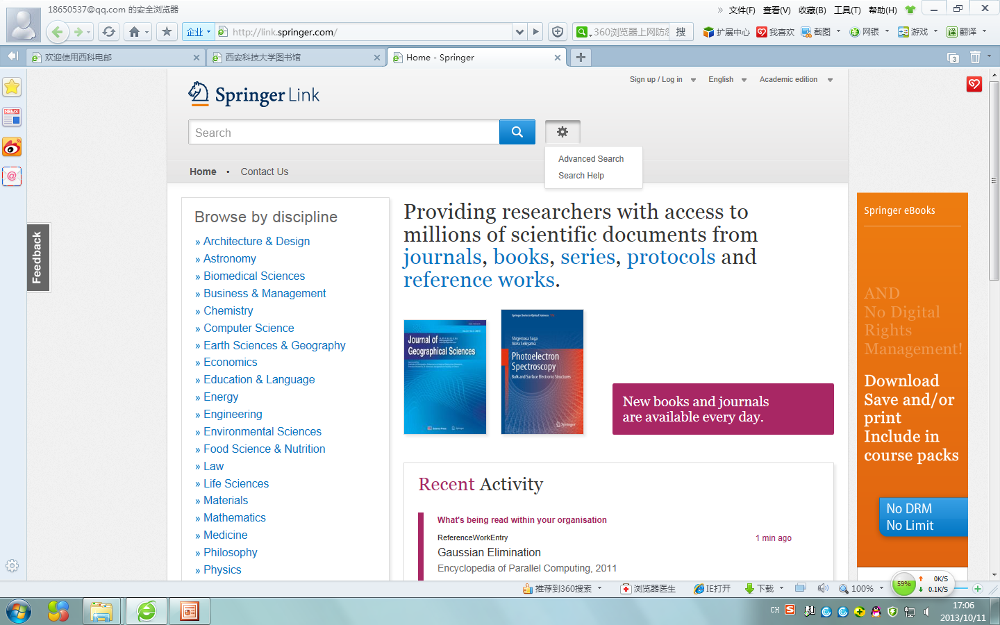 18650537@qq.com 的安全浏览器
» 文件(F) 查看(V) 收藏(B) 工具(T) 帮助(H)
企业 http://link.springer.com/
360浏览器上网防忽 搜
扩展中心 我喜欢 截图 网银 游戏 翻译
欢迎使用西科电邮
西安科技大学图书馆
Home - Springer
3
NEWS
@
Feedback
Springer Link
Sign up / Log in English Academic edition
Search
Advanced Search
Search Help
Home • Contact Us
Browse by discipline
» Architecture & Design
» Astronomy
» Biomedical Sciences
» Business & Management
» Chemistry
» Computer Science
» Earth Sciences & Geography
» Economics
» Education & Language
» Energy
» Engineering
» Environmental Sciences
» Food Science & Nutrition
» Law
» Life Sciences
» Materials
» Mathematics
» Medicine
» Philosophy
» Physics
Providing researchers with access to
millions of scientific documents from
journals, books, series, protocols and
reference works.
Journal of
Geographical Sciences
Science Press Springer
Springer Series in Optical Sciences
Shigemasa Suga
Akira Sekiyama
Photoelectron
Spectroscopy
Bulk and Surface Electronic Structures
Springer
New books and journals
are available every day.
Recent Activity
What's being read within your organisation
ReferenceWorkEntry 1 min ago
Gaussian Elimination
Encyclopedia of Parallel Computing, 2011
Springer eBooks
AND
No Digital
Rights
Management!
Download
Save and/or
print
Include in
course packs
No DRM
No Limit
推荐到360搜索 浏览器医生 IE打开 下载 100%
59% 0K/S
0.1K/S
CH
17:06
2013/10/11